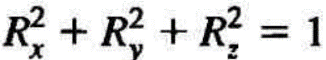 $R_x^2 + R_y^2 + R_z^2 = 1$